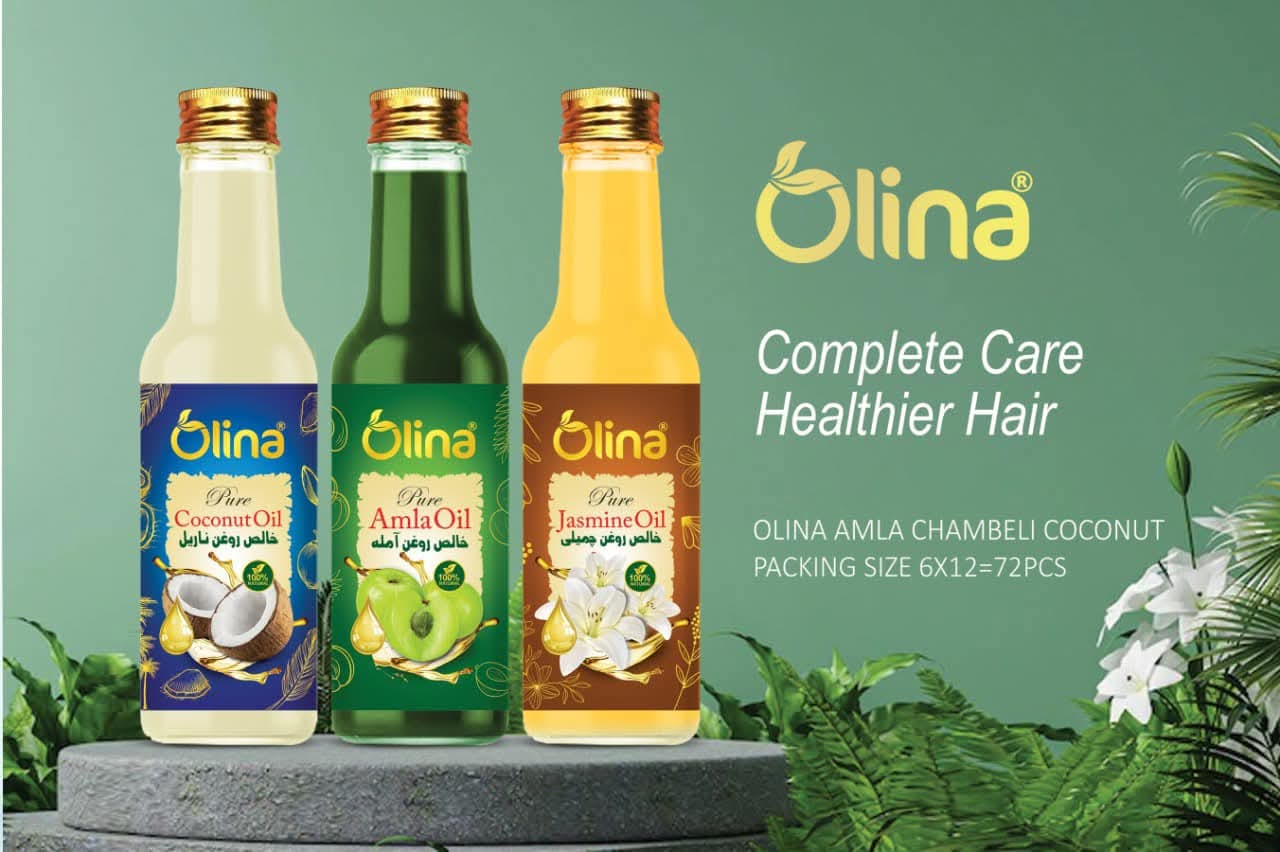 Olina®
Pure
Coconut Oil
خالص روغن ناریل
100%
NATURAL
Olina®
Pure
Amla Oil
خالص روغن آمله
100%
NATURAL
Olina®
Pure
Jasmine Oil
خالص روغن چمیلی
100%
NATURAL
Olina®
Complete Care
Healthier Hair
OLINA AMLA CHAMBELI COCONUT
PACKING SIZE 6X12=72PCS